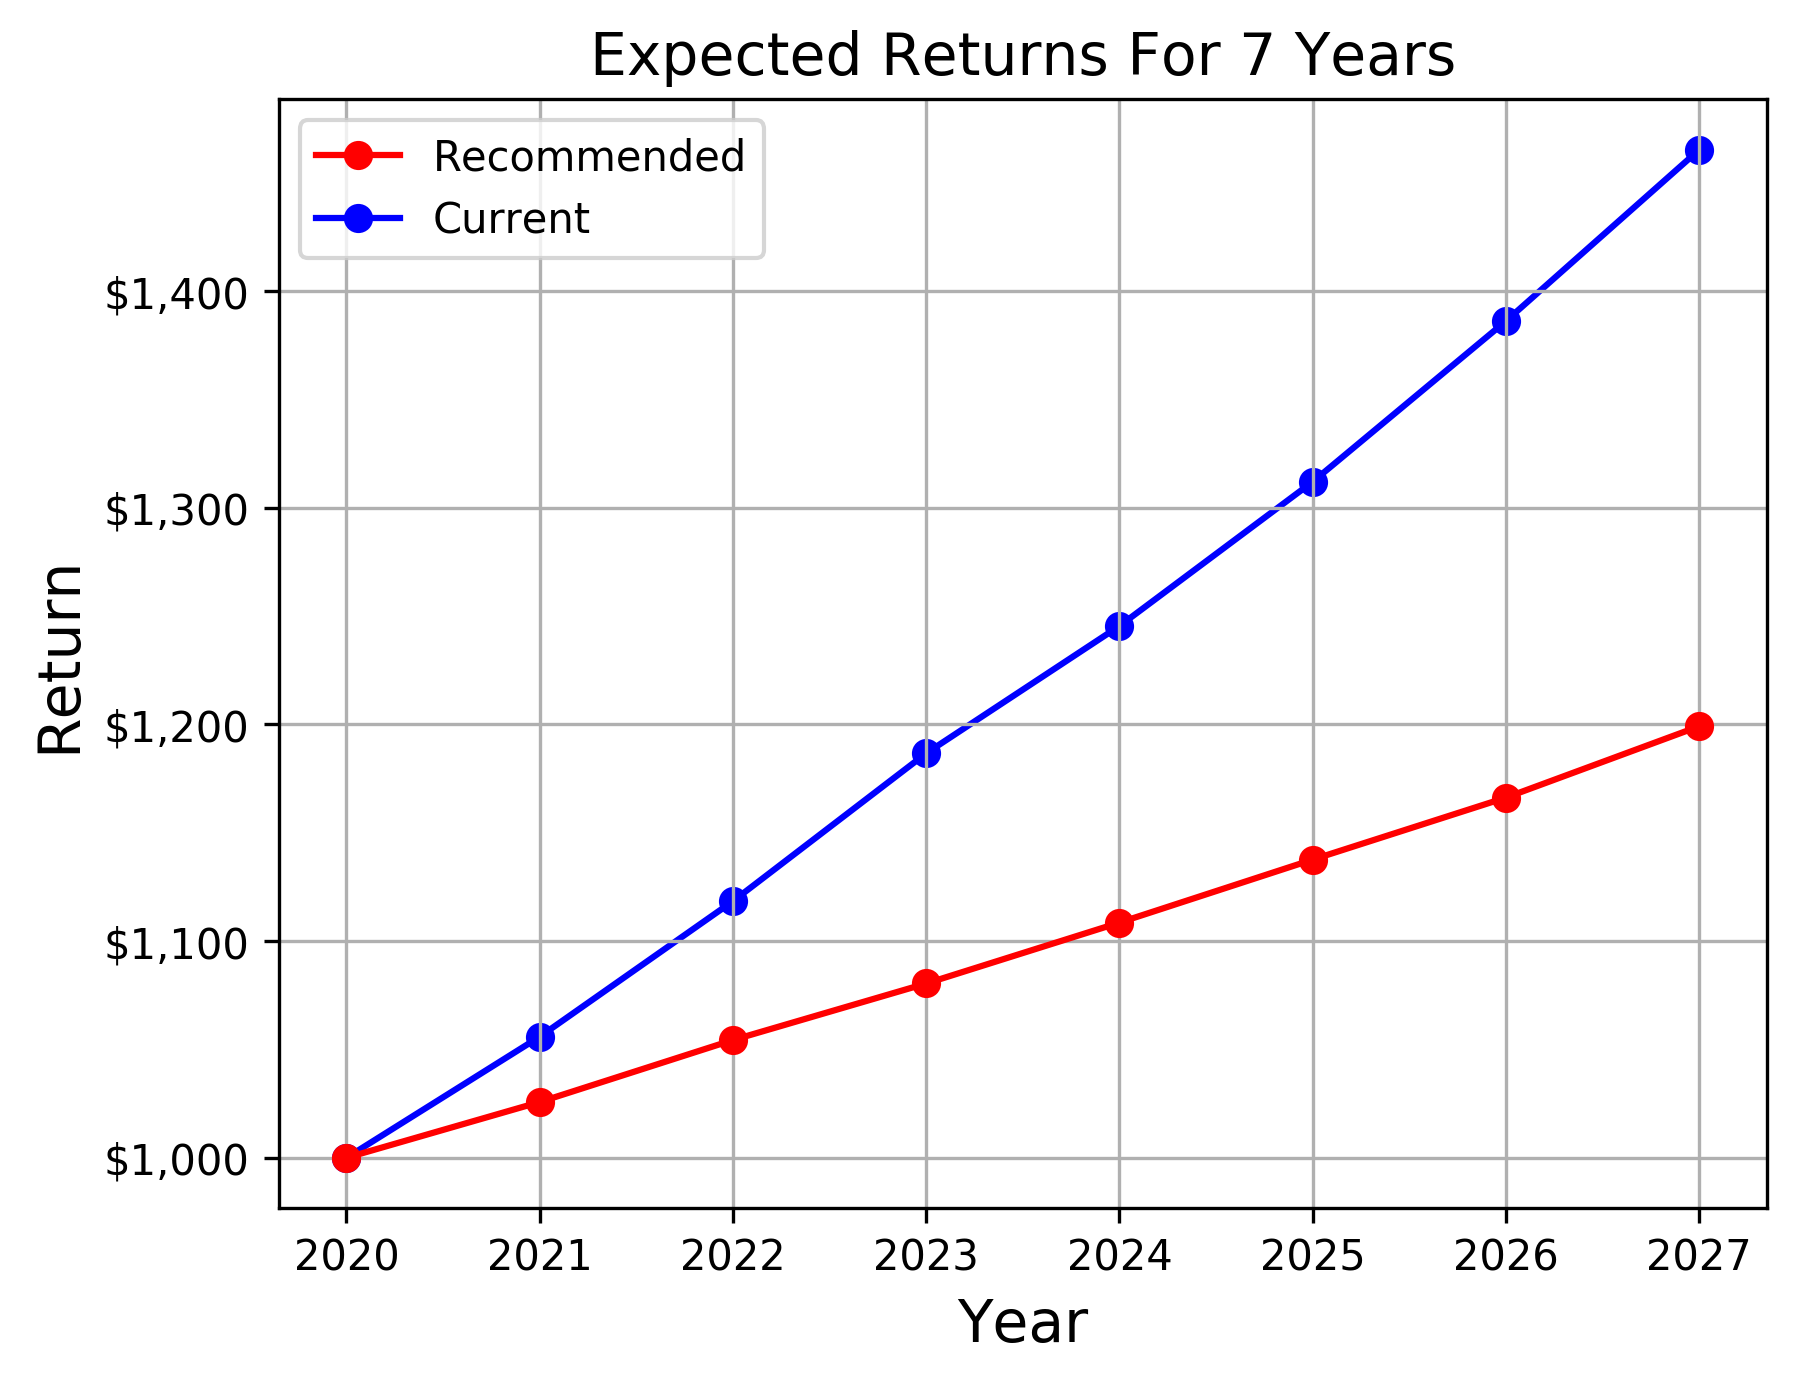 Expected Returns For 7 Years
Recommended
Current
$1,400
$1,300
$1,200
$1,100
$1,000
Return
2020 2021 2022 2023 2024 2025 2026 2027
Year